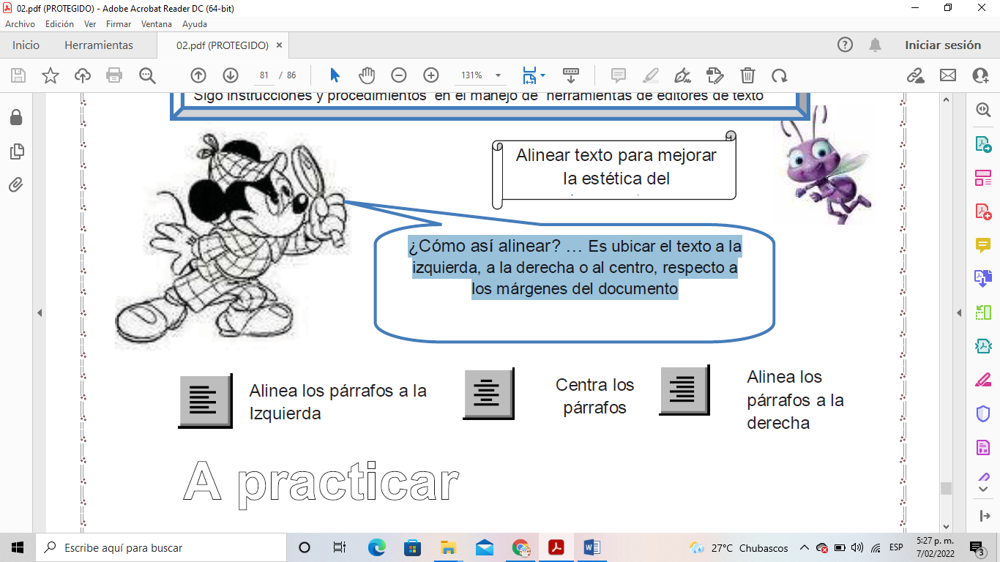 02.pdf (PROTEGIDO) - Adobe Acrobat Reader DC (64-bit)
Archivo Edición Ver Firmar Ventana Ayuda
Inicio Herramientas 02.pdf (PROTEGIDO) × Iniciar sesión
81 / 86 131%
Sigo instrucciones y procedimientos en el manejo de herramientas de editores de texto
Alinear texto para mejorar
la estética del
¿Cómo así alinear? … Es ubicar el texto a la
izquierda, a la derecha o al centro, respecto a
los márgenes del documento
Alinea los párrafos a la
Izquierda
Centra los
párrafos
Alinea los
párrafos a la
derecha
A practicar
Escribe aquí para buscar
27°C Chubascos
ESP
5:27 p. m.
7/02/2022
3